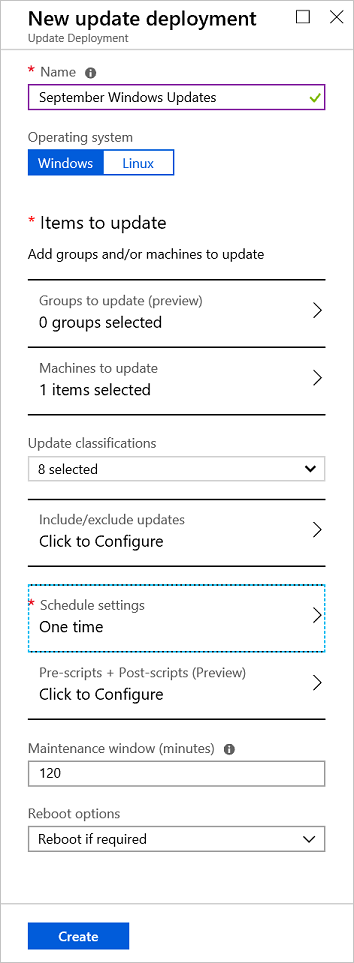 New update deployment
Update Deployment
* Name
September Windows Updates
Operating system
Windows Linux
* Items to update
Add groups and/or machines to update
Groups to update (preview)
0 groups selected
Machines to update
1 items selected
Update classifications
8 selected
Include/exclude updates
Click to Configure
* Schedule settings
One time
Pre-scripts + Post-scripts (Preview)
Click to Configure
Maintenance window (minutes)
120
Reboot options
Reboot if required
Create